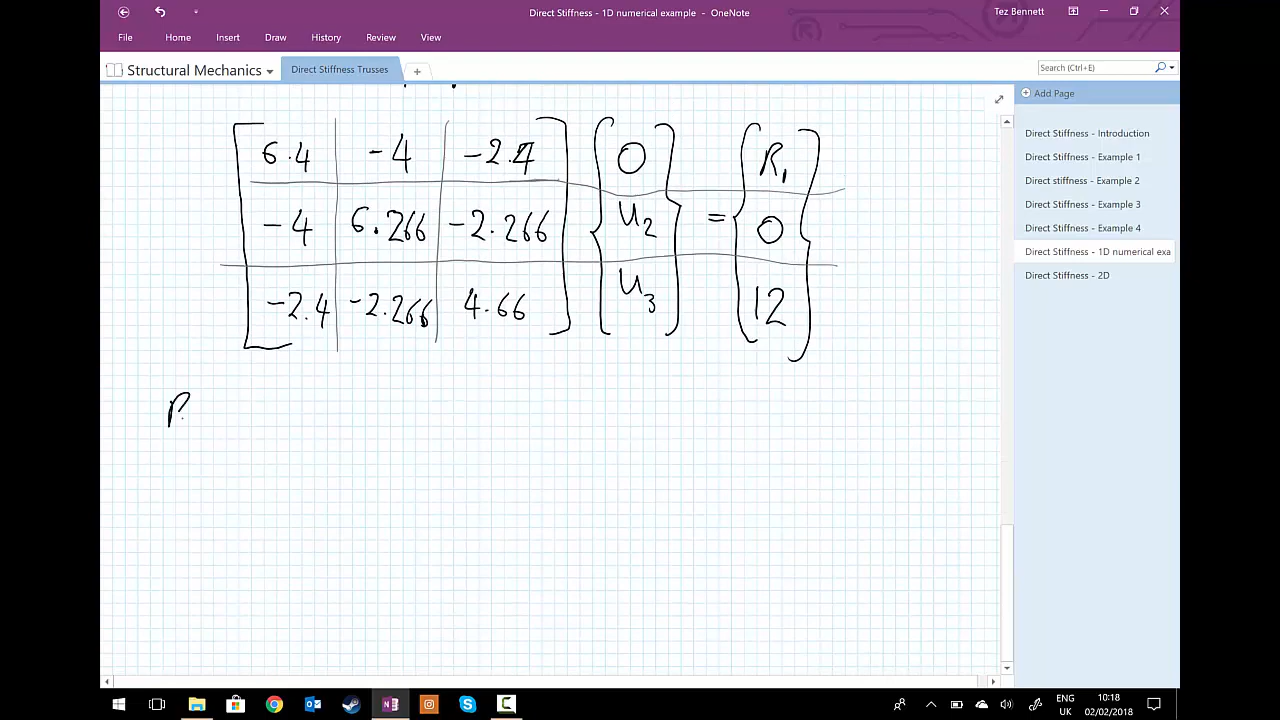 Direct Stiffness - 1D numerical example - OneNote
Tez Bennett
File Home Insert Draw History Review View
Structural Mechanics
Direct Stiffness Trusses
+
Search (Ctrl+E)
Add Page
Direct Stiffness - Introduction
Direct Stiffness - Example 1
Direct stiffness - Example 2
Direct Stiffness - Example 3
Direct Stiffness - Example 4
Direct Stiffness - 1D numerical exa
Direct Stiffness - 2D
6.4 -4 -2.4 0 R1
-4 6.266 -2.266 u2 = 0
-2.4 -2.266 4.66 u3 12
ENG
UK
10:18
02/02/2018